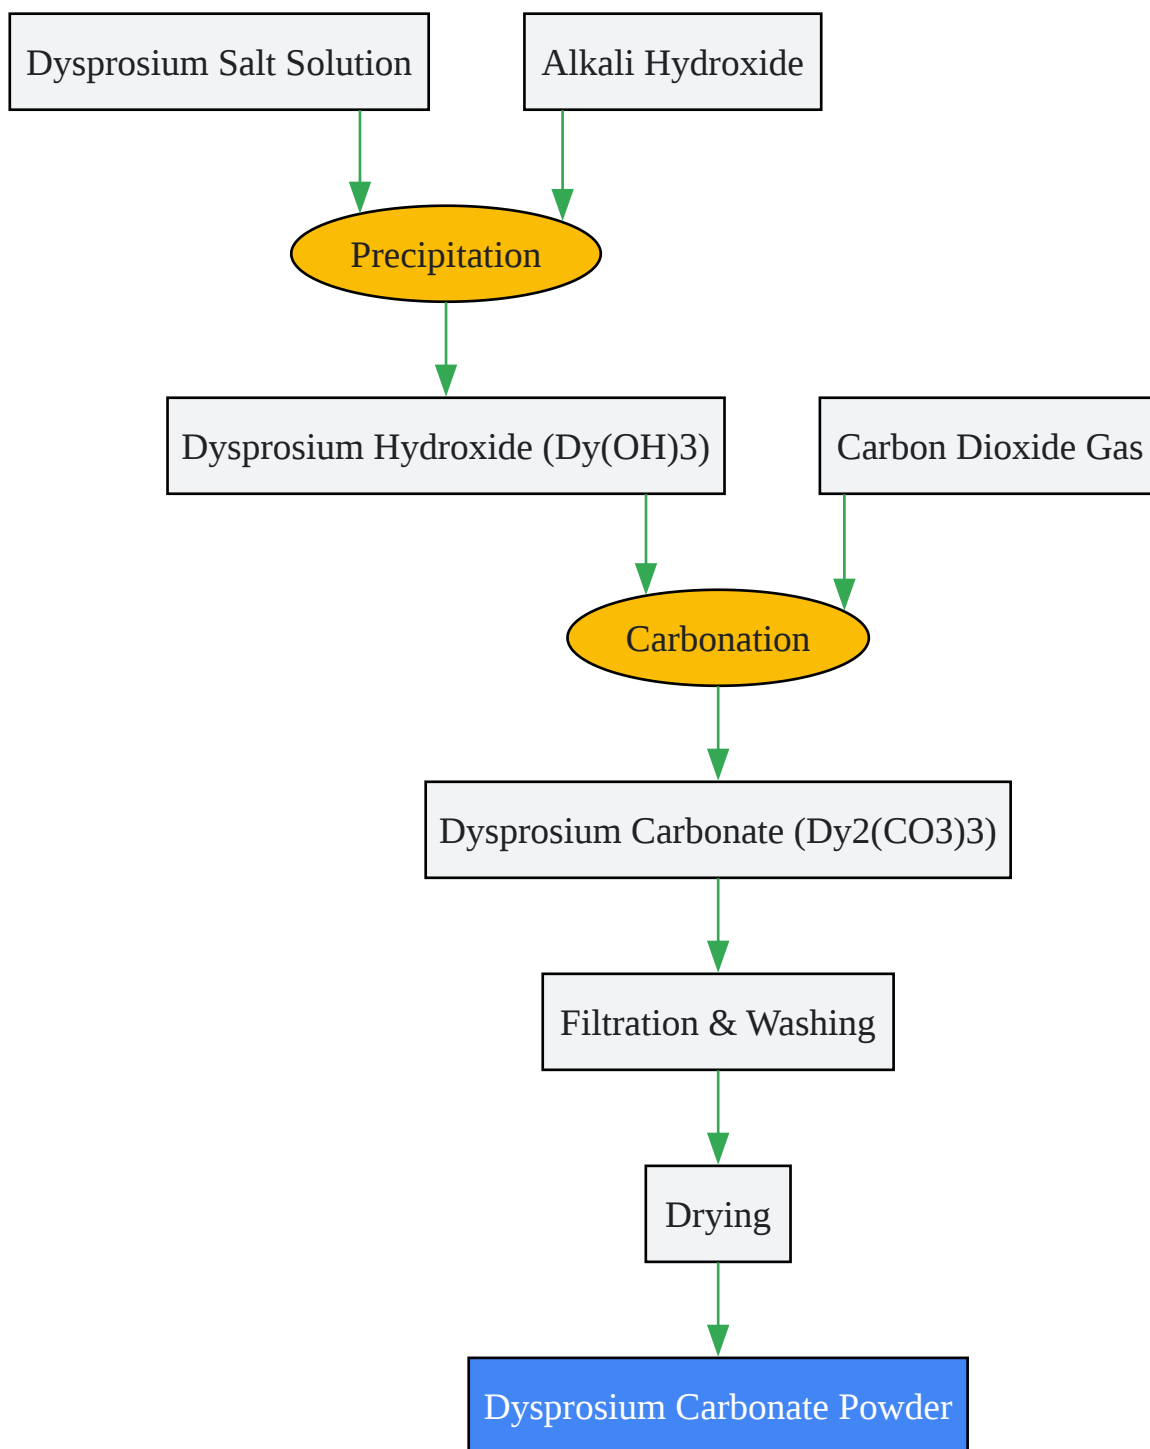 Dysprosium Salt Solution
Alkali Hydroxide
Precipitation
Dysprosium Hydroxide (Dy(OH)3)
Carbon Dioxide Gas
Carbonation
Dysprosium Carbonate (Dy2(CO3)3)
Filtration & Washing
Drying
Dysprosium Carbonate Powder